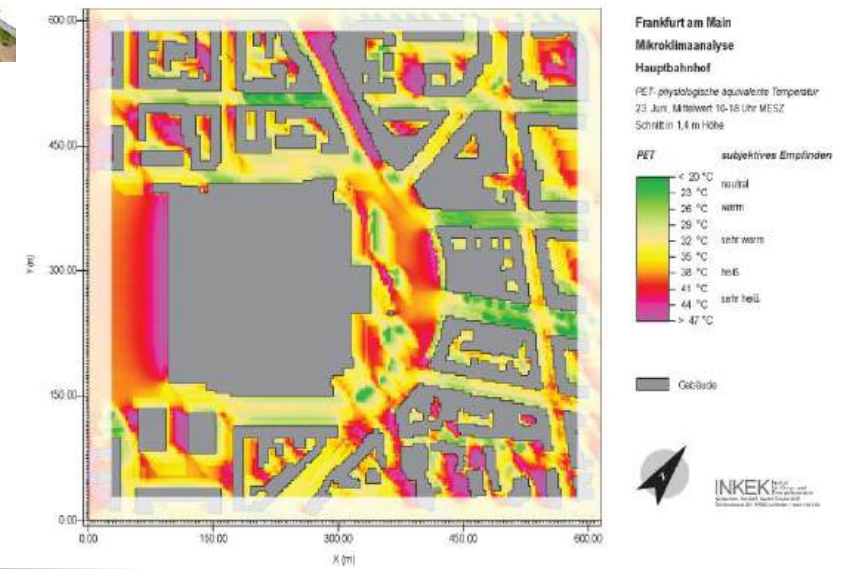 Frankfurt am Main
Mikroklimaanalyse
Hauptbahnhof
PET- physiologische äquivalente Temperatur
23. Juni, Mittelwert 10-18 Uhr MESZ
Schnitt in 1,4 m Höhe
PET subjektives Empfinden
< 20 °C
neutral
23 °C
26 °C warm
29 °C
32 °C sehr warm
35 °C
38 °C heiß
41 °C
44 °C sehr heiß
> 47 °C
Gebäude
INKEK
600.00
450.00
300.00
150.00
0.00
Y (m)
0.00 150.00 300.00 450.00 600.00
X (m)